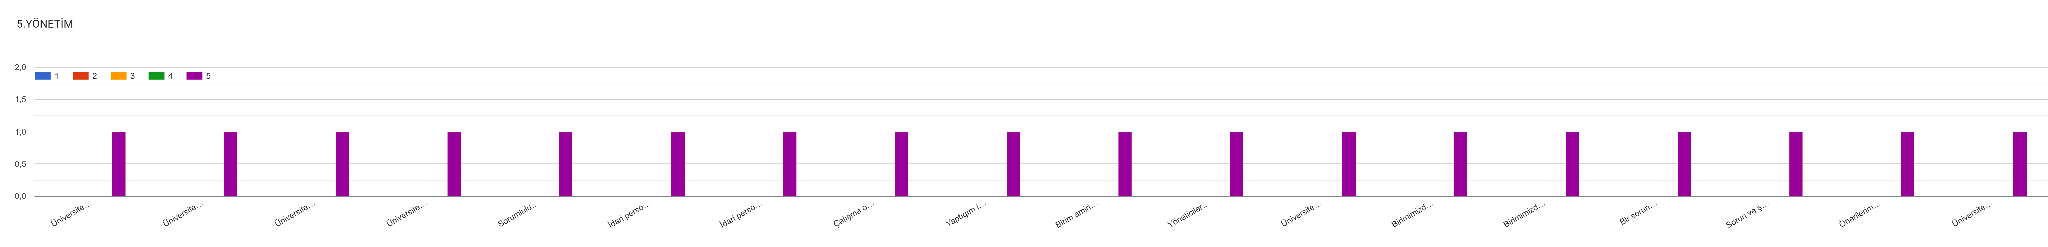 5.YÖNETİM
2,0
1 2 3 4 5
1,5
1,0
0,5
0,0
Üniversite... Üniversite... Üniversite... Üniversite... Sorumlulu... İdari perso... İdari perso... Çalışma o... Yaptığım i... Birim amiri... Yöneticiler... Üniversite... Birimimizd... Birimimizd... Bir sorun... Sorun ve ş... Önerilerim... Üniversite...